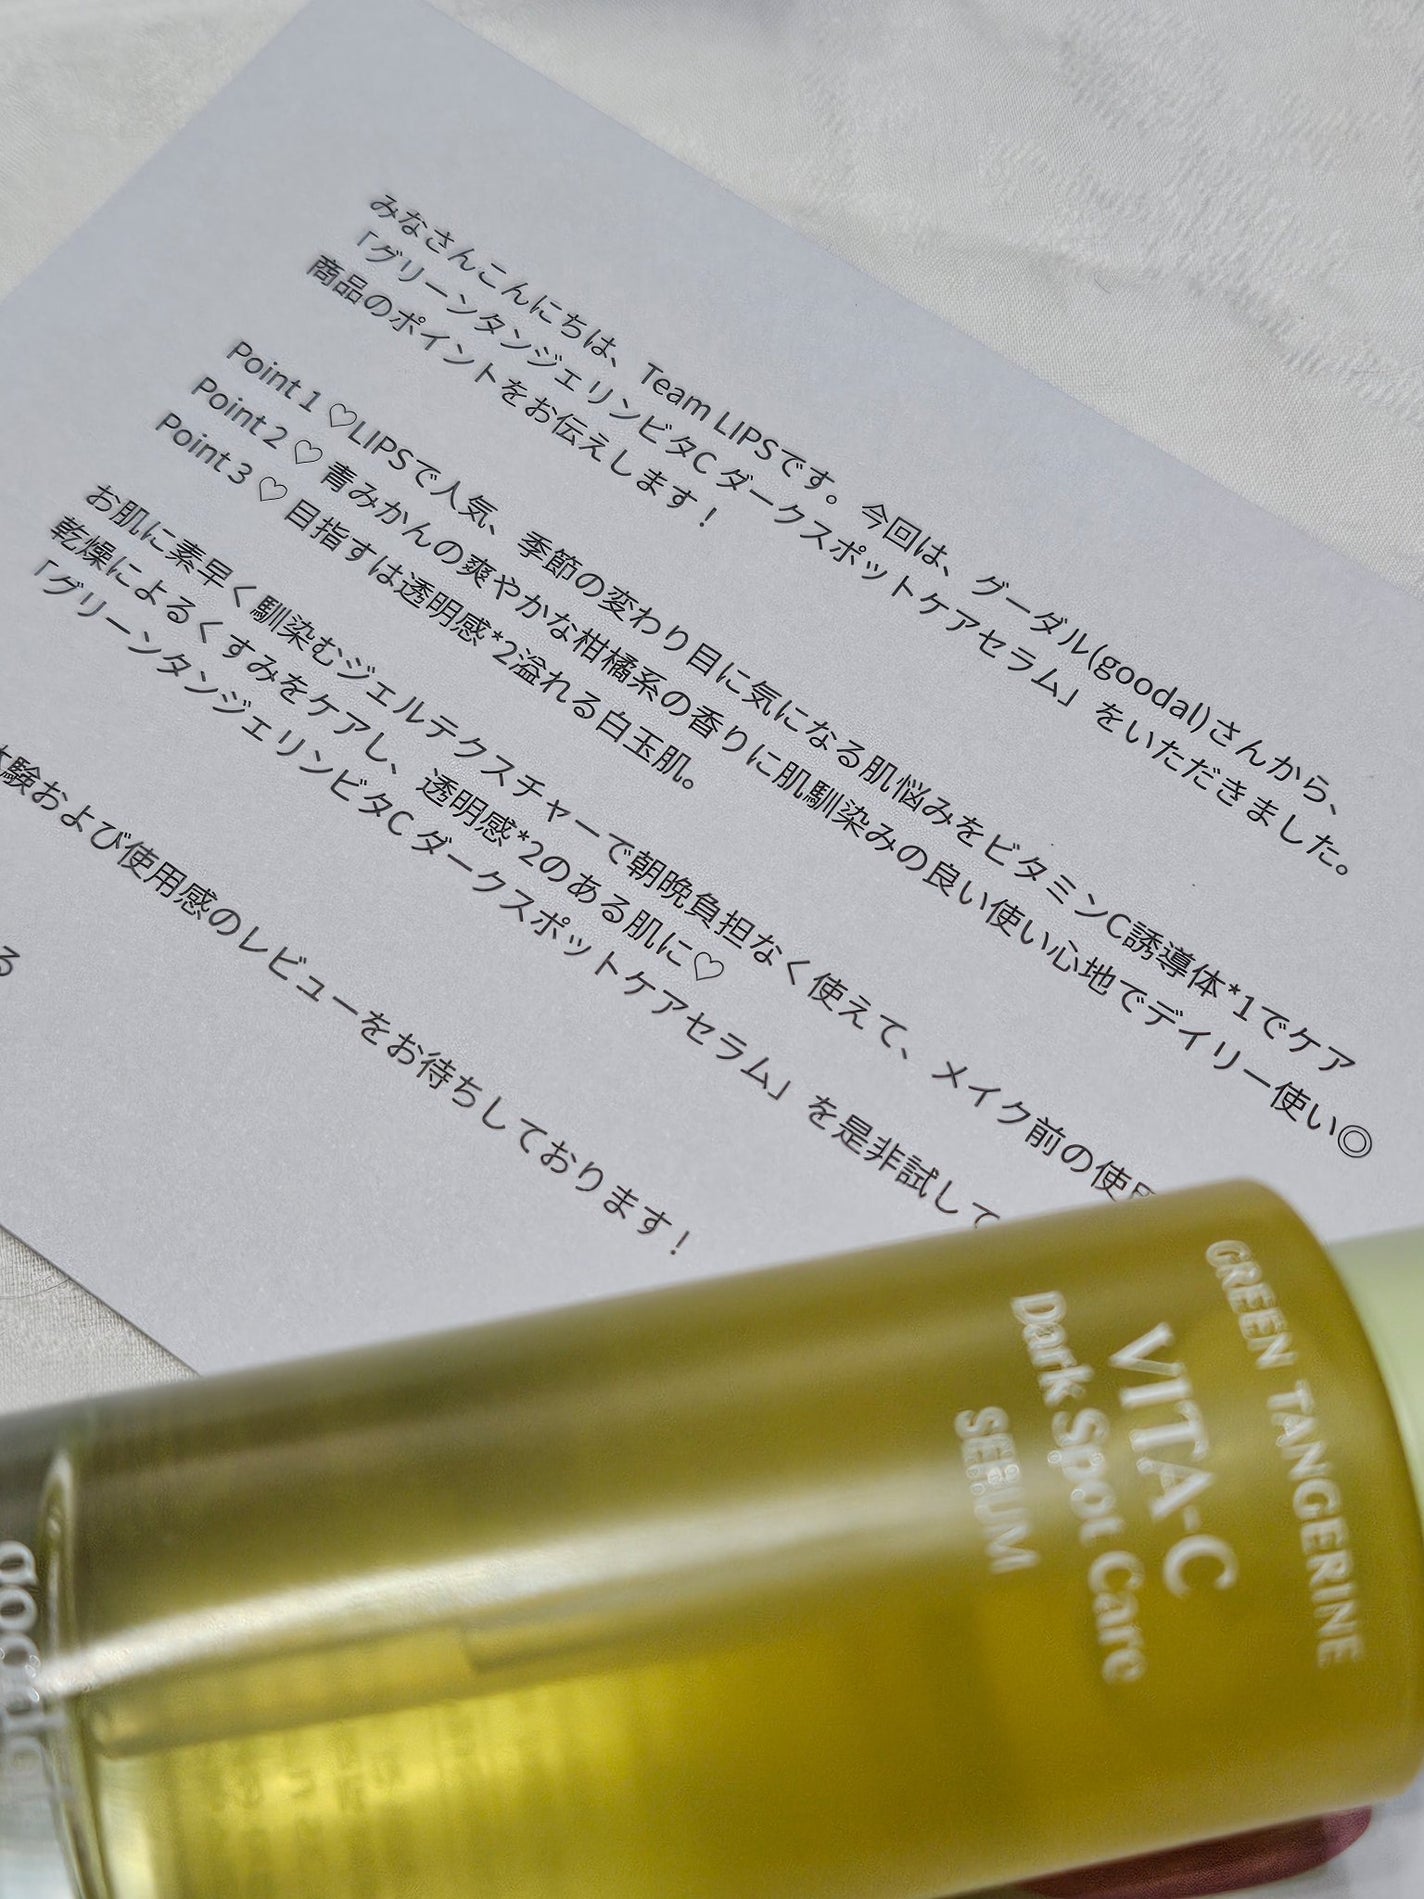 みなさんこんにちは、Team LIPSです。今回は、グーダル(goodal)さんから、
「グリーンタンジェリンビタC ダークスポットケアセラム」をいただきました。
商品のポイントをお伝えします！
Point 1 ♡LIPSで人気、季節の変わり目に気になる肌悩みをビタミンC誘導体*1でケア
Point 2 ♡ 青みかんの爽やかな柑橘系の香りに肌馴染みの良い使い心地でデイリー使い◎
Point 3 ♡ 目指すは透明感*2溢れる白玉肌。
お肌に素早く馴染むジェルテクスチャーで朝晩負担なく使えて、メイク前の使用
乾燥によるくすみをケアし、透明感*2のある肌に♡
「グリーンタンジェリンビタC ダークスポットケアセラム」を是非試して
体験および使用感のレビューをお待ちしております！
る
GREEN TANGERINE
VITA-C
Dark Spot Care
SERUM
goodal